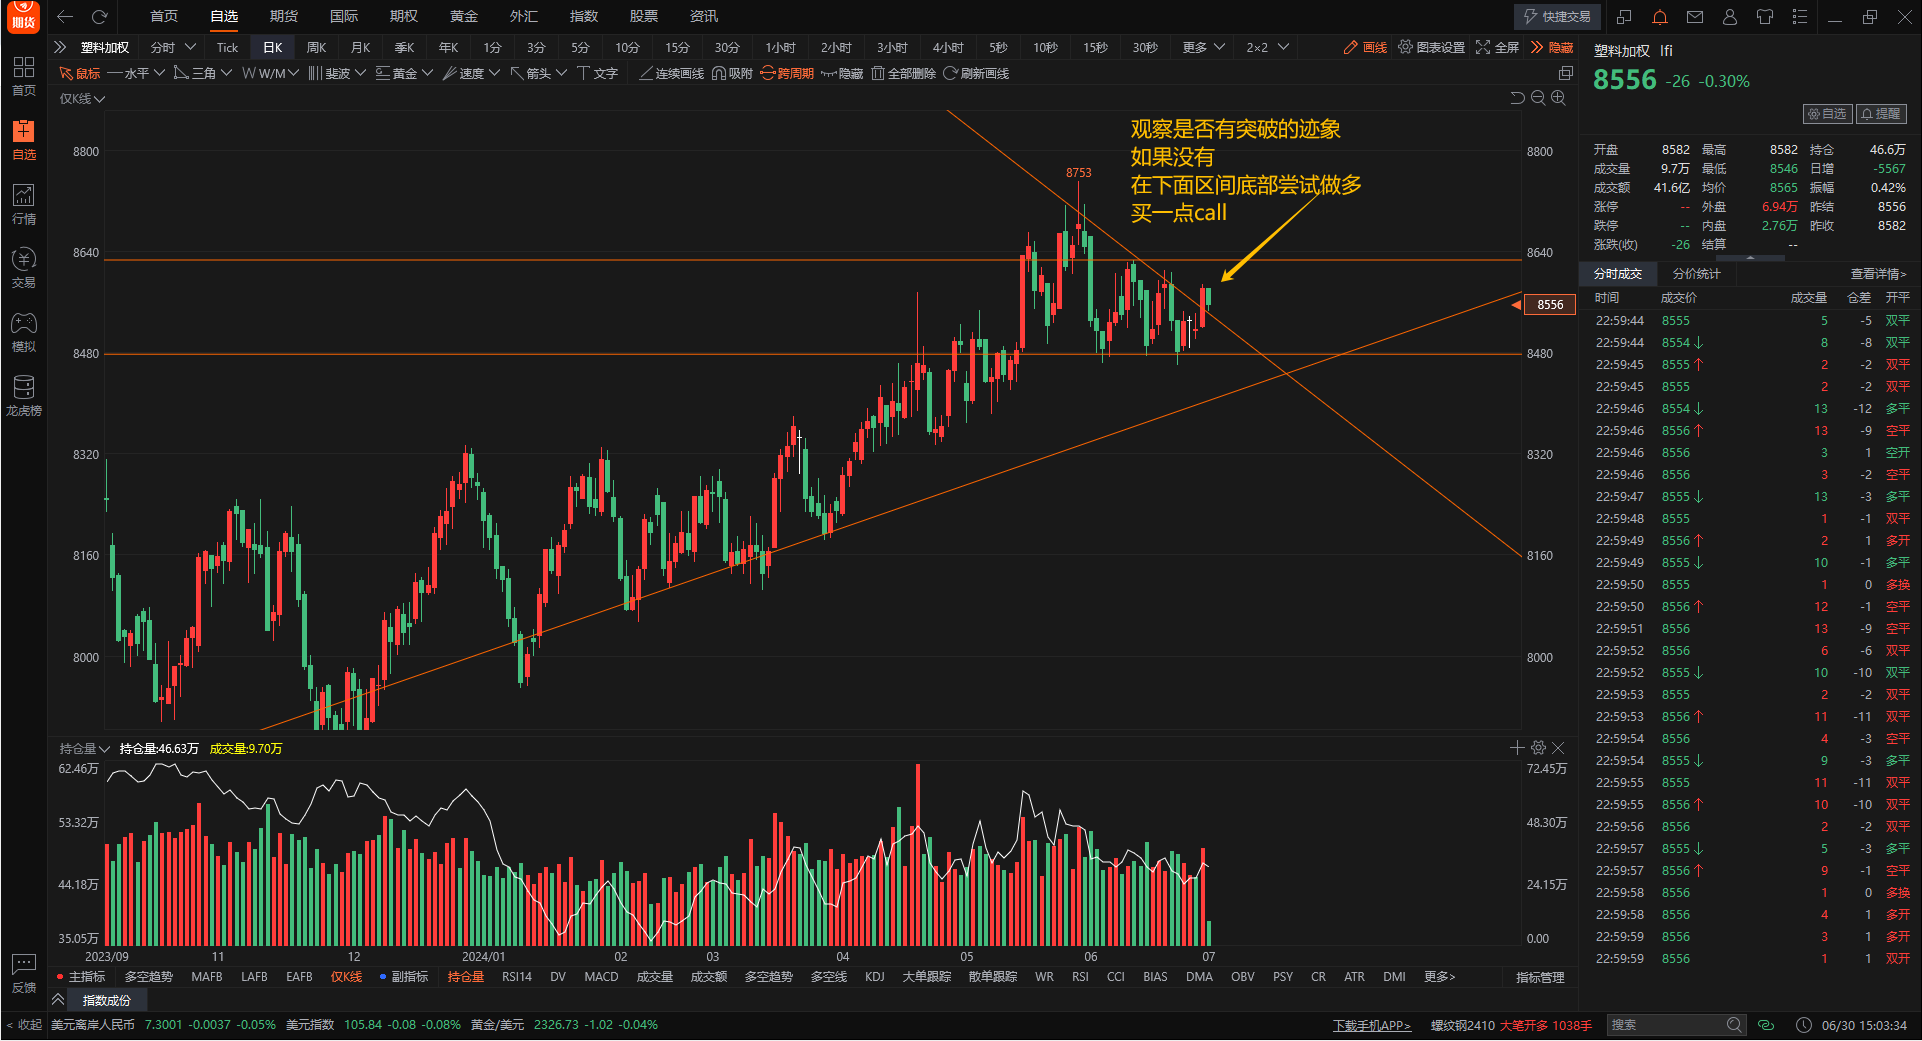 期货 首页 自选 期货 国际 期权 黄金 外汇 指数 股票 资讯 快捷交易
塑料加权 分时 Tick 日K 周K 月K 季K 年K 1分 3分 5分 10分 15分 30分 1小时 2小时 3小时 4小时 5秒 10秒 15秒 30秒 更多 2×2 画线 图表设置 全屏 隐藏
鼠标 水平 三角 W/M 斐波 黄金 速度 箭头 文字 连续画线 吸附 跨周期 隐藏 全部删除 刷新画线
首页
自选
行情
交易
模拟
龙虎榜
反馈
< 收起
仅K线
观察是否有突破的迹象
如果没有
在下面区间底部尝试做多
买一点call
8753
8800 8800
8640 8640
8556
8480 8480
8320 8320
8160 8160
8000 8000
持仓量 持仓量:46.63万 成交量:9.70万
62.46万 72.45万
53.32万 48.30万
44.18万 24.15万
35.05万 0.00
2023/09 11 12 2024/01 02 03 04 05 06 07
主指标 多空趋势 MAFB LAFB EAFB 仅K线 副指标 持仓量 RSI14 DV MACD 成交量 成交额 多空趋势 多空线 KDJ 大单跟踪 散单跟踪 WR RSI CCI BIAS DMA OBV PSY CR ATR DMI 更多> 指标管理
指数成份
塑料加权 lfi
8556 -26 -0.30%
自选 提醒
开盘 8582 最高 8582 持仓 46.6万
成交量 9.7万 最低 8546 日增 -5567
成交额 41.6亿 均价 8565 振幅 0.42%
涨停 -- 外盘 6.94万 昨结 8556
跌停 -- 内盘 2.76万 昨收 8582
涨跌(收) -26 结算 --
分时成交 分价统计 查看详情>
时间 成交价 成交量 仓差 开平
22:59:44 8555 5 -5 双平
22:59:44 8554↓ 8 -8 双平
22:59:45 8555↑ 2 -2 双平
22:59:45 8555 2 -2 双平
22:59:46 8554↓ 13 -12 多平
22:59:46 8556↑ 13 -9 空平
22:59:46 8556 3 1 空开
22:59:46 8556 3 -2 空平
22:59:47 8555↓ 13 -3 多平
22:59:48 8555 1 -1 双平
22:59:49 8556↑ 2 1 多开
22:59:49 8555↓ 10 -1 多平
22:59:50 8555 1 0 多换
22:59:50 8556↑ 12 -1 空平
22:59:51 8556 13 -9 空平
22:59:52 8556 6 -6 双平
22:59:52 8555↓ 10 -10 双平
22:59:53 8555 2 -2 双平
22:59:53 8556↑ 11 -11 双平
22:59:54 8556 4 -3 空平
22:59:54 8555↓ 9 -3 多平
22:59:55 8555 11 -11 双平
22:59:55 8556↑ 10 -10 双平
22:59:56 8556 2 -2 双平
22:59:57 8555↓ 5 -3 多平
22:59:57 8556↑ 9 -1 空平
22:59:58 8556 1 0 多换
22:59:58 8556 4 1 多开
22:59:59 8556 3 1 多开
22:59:59 8556 1 1 双开
美元离岸人民币 7.3001 -0.0037 -0.05% 美元指数 105.84 -0.08 -0.08% 黄金/美元 2326.73 -1.02 -0.04% 下载手机APP> 螺纹钢2410 大笔开多 1038手 搜索 06/30 15:03:34